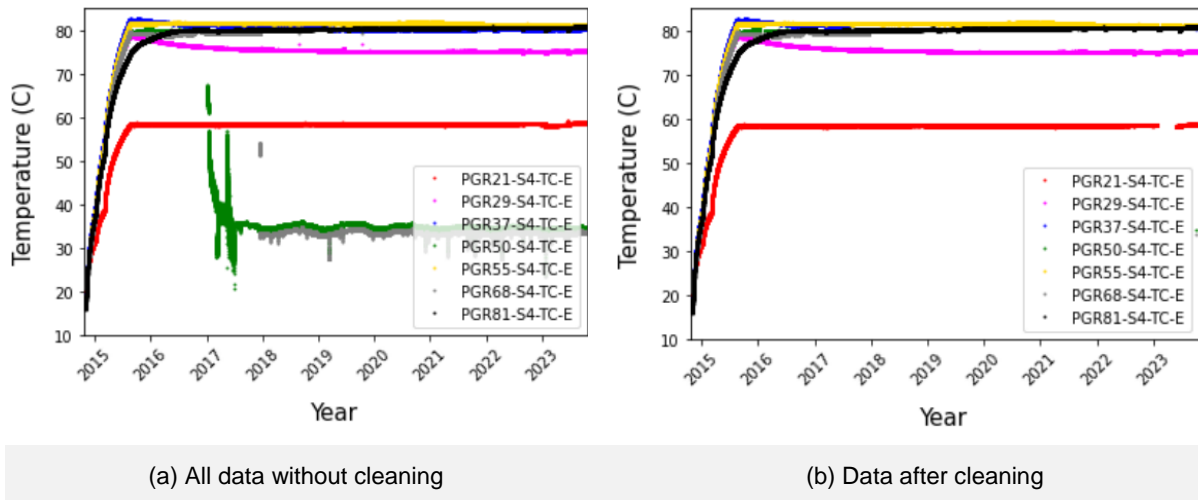 80
70
60
50
40
30
20
10
Temperature (C)
PGR21-S4-TC-E
PGR29-S4-TC-E
PGR37-S4-TC-E
PGR50-S4-TC-E
PGR55-S4-TC-E
PGR68-S4-TC-E
PGR81-S4-TC-E
2015 2016 2017 2018 2019 2020 2021 2022 2023
Year
(a) All data without cleaning
80
70
60
50
40
30
20
10
Temperature (C)
PGR21-S4-TC-E
PGR29-S4-TC-E
PGR37-S4-TC-E
PGR50-S4-TC-E
PGR55-S4-TC-E
PGR68-S4-TC-E
PGR81-S4-TC-E
2015 2016 2017 2018 2019 2020 2021 2022 2023
Year
(b) Data after cleaning